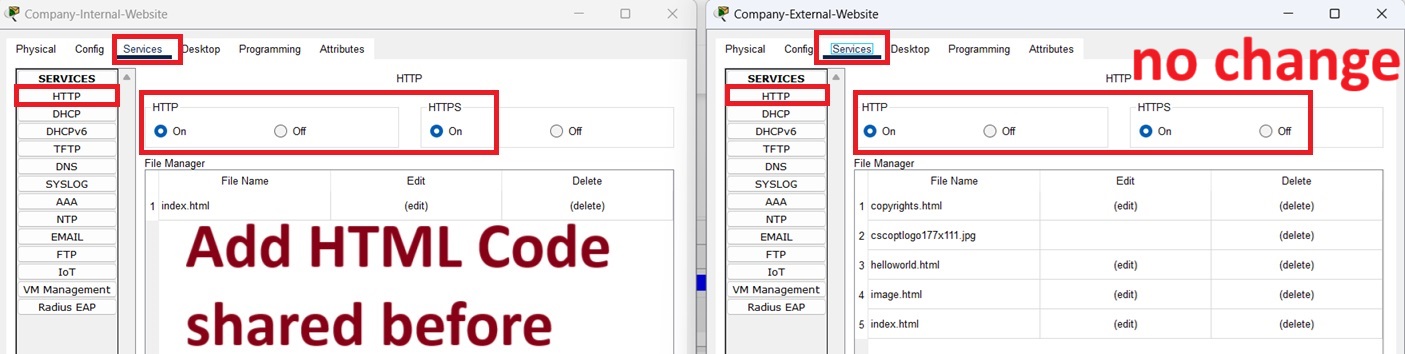 Company-Internal-Website
Physical Config Services Desktop Programming Attributes
SERVICES
HTTP
DHCP
DHCPv6
TFTP
DNS
SYSLOG
AAA
NTP
EMAIL
FTP
IoT
VM Management
Radius EAP
HTTP
HTTP
On Off
HTTPS
On Off
File Manager
File Name Edit Delete
1 index.html (edit) (delete)
Add HTML Code
shared before
Company-External-Website
Physical Config Services Desktop Programming Attributes
no change
SERVICES
HTTP
DHCP
DHCPv6
TFTP
DNS
SYSLOG
AAA
NTP
EMAIL
FTP
IoT
VM Management
Radius EAP
HTTP
HTTP
On Off
HTTPS
On Off
File Manager
File Name Edit Delete
1 copyrights.html (edit) (delete)
2 cscoptlogo177x111.jpg (delete)
3 helloworld.html (edit) (delete)
4 image.html (edit) (delete)
5 index.html (edit) (delete)